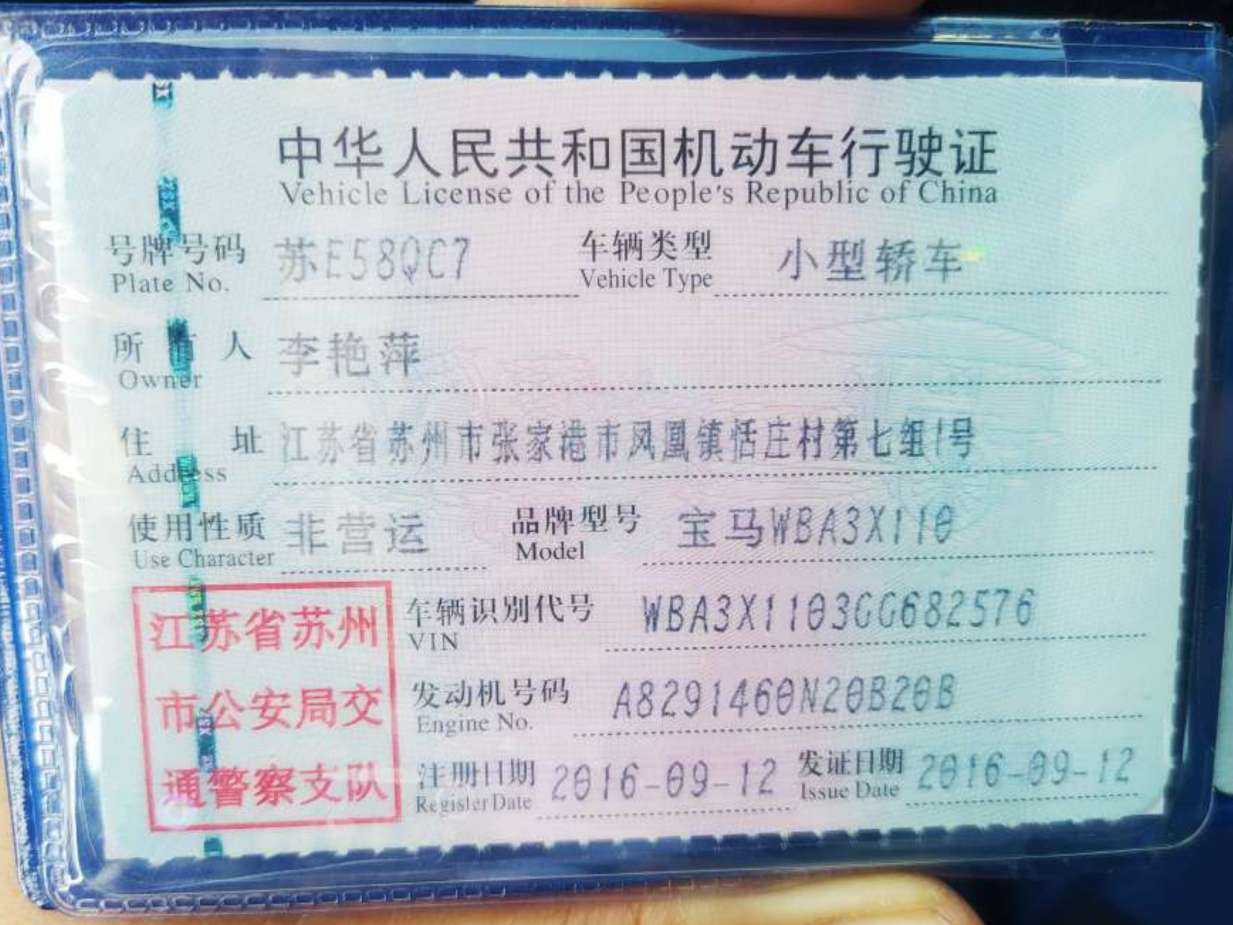 中华人民共和国机动车行驶证
Vehicle License of the People's Republic of China
号牌号码 苏E58QC7 车辆类型 小型轿车
Plate No. Vehicle Type
所有人 李艳萍
Owner
住址 江苏省苏州市张家港市凤凰镇恬庄村第七组1号
Address
使用性质 非营运 品牌型号 宝马WBA3X110
Use Character Model
江苏省苏州
市公安局交
通警察支队
车辆识别代号 WBA3X1103GG682576
VIN
发动机号码 A8291460N20B20B
Engine No.
注册日期 2016-09-12 发证日期 2016-09-12
Register Date Issue Date